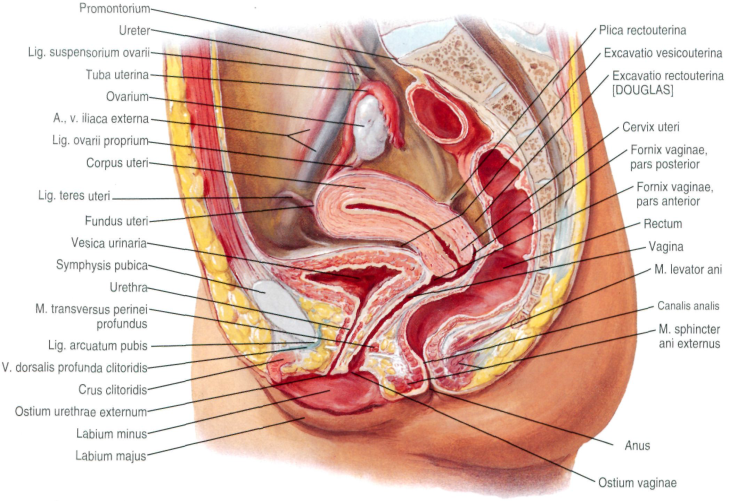 Promontorium
Ureter
Lig. suspensorium ovarii
Tuba uterina
Ovarium
A., v. iliaca externa
Lig. ovarii proprium
Corpus uteri
Lig. teres uteri
Fundus uteri
Vesica urinaria
Symphysis pubica
Urethra
M. transversus perinei
profundus
Lig. arcuatum pubis
V. dorsalis profunda clitoridis
Crus clitoridis
Ostium urethrae externum
Labium minus
Labium majus
Plica rectouterina
Excavatio vesicouterina
Excavatio rectouterina
[DOUGLAS]
Cervix uteri
Fornix vaginae,
pars posterior
Fornix vaginae,
pars anterior
Rectum
Vagina
M. levator ani
Canalis analis
M. sphincter
ani externus
Anus
Ostium vaginae